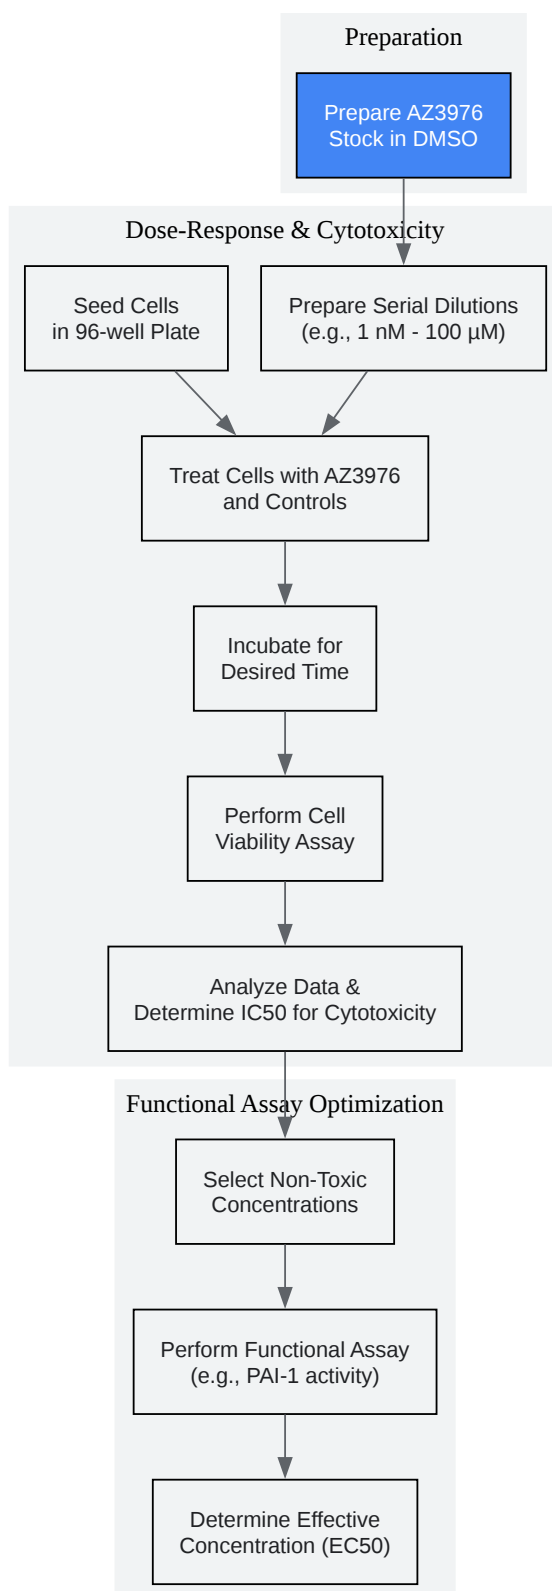 Preparation
Prepare AZ3976
Stock in DMSO
Dose-Response & Cytotoxicity
Seed Cells
in 96-well Plate
Prepare Serial Dilutions
(e.g., 1 nM - 100 µM)
Treat Cells with AZ3976
and Controls
Incubate for
Desired Time
Perform Cell
Viability Assay
Analyze Data &
Determine IC50 for Cytotoxicity
Functional Assay Optimization
Select Non-Toxic
Concentrations
Perform Functional Assay
(e.g., PAI-1 activity)
Determine Effective
Concentration (EC50)